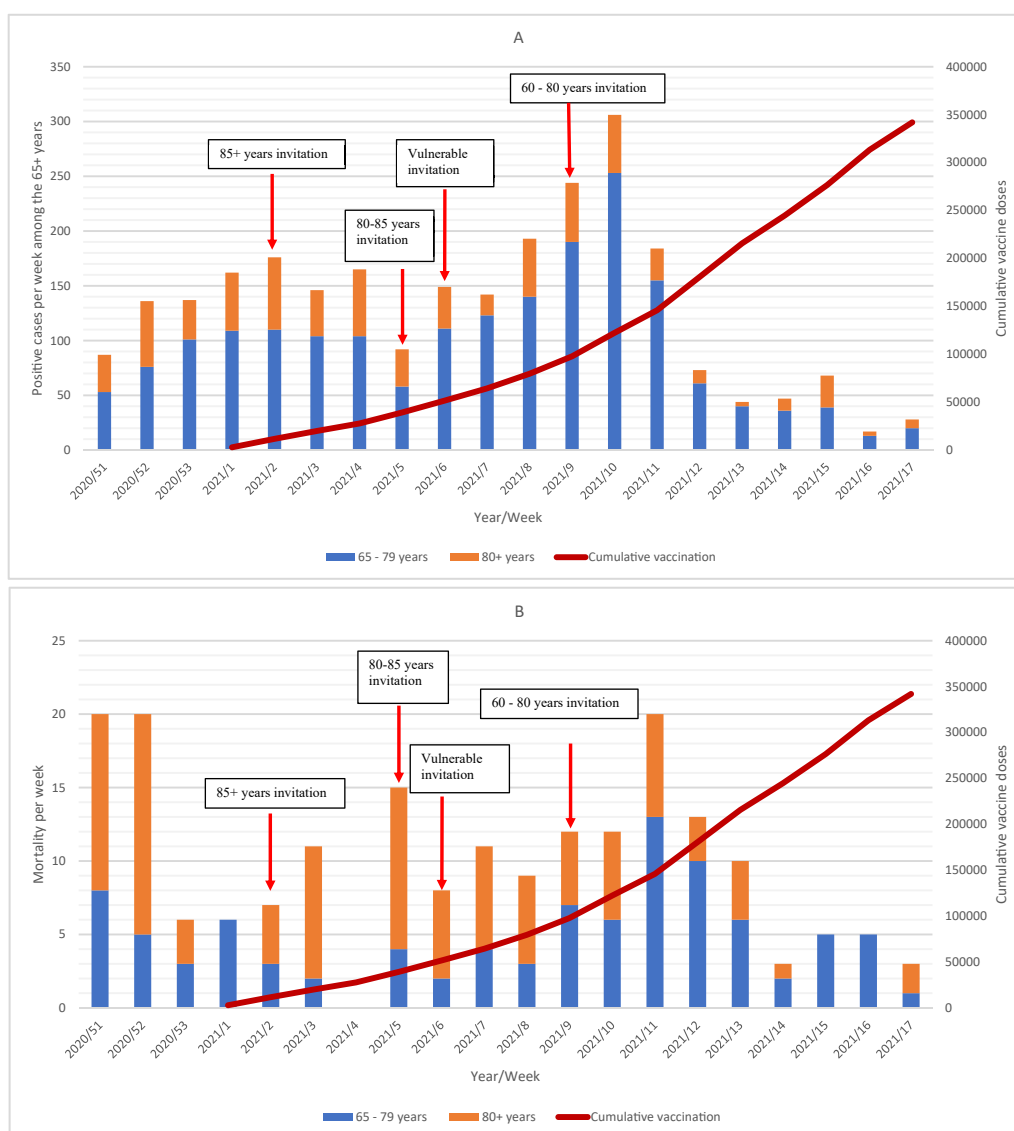 A
350
300
250
200
150
100
50
0
Positive cases per week among the 65+ years
400000
350000
300000
250000
200000
150000
100000
50000
0
Cumulative vaccine doses
60 - 80 years invitation
85+ years invitation
Vulnerable
invitation
80-85 years
invitation
2020/51
2020/52
2020/53
2021/1
2021/2
2021/3
2021/4
2021/5
2021/6
2021/7
2021/8
2021/9
2021/10
2021/11
2021/12
2021/13
2021/14
2021/15
2021/16
2021/17
Year/Week
65 - 79 years
80+ years
Cumulative vaccination
B
25
20
15
10
5
0
Mortality per week
400000
350000
300000
250000
200000
150000
100000
50000
0
Cumulative vaccine doses
80-85 years
invitation
60 - 80 years invitation
Vulnerable
invitation
85+ years invitation
2020/51
2020/52
2020/53
2021/1
2021/2
2021/3
2021/4
2021/5
2021/6
2021/7
2021/8
2021/9
2021/10
2021/11
2021/12
2021/13
2021/14
2021/15
2021/16
2021/17
Year/Week
65 - 79 years
80+ years
Cumulative vaccination